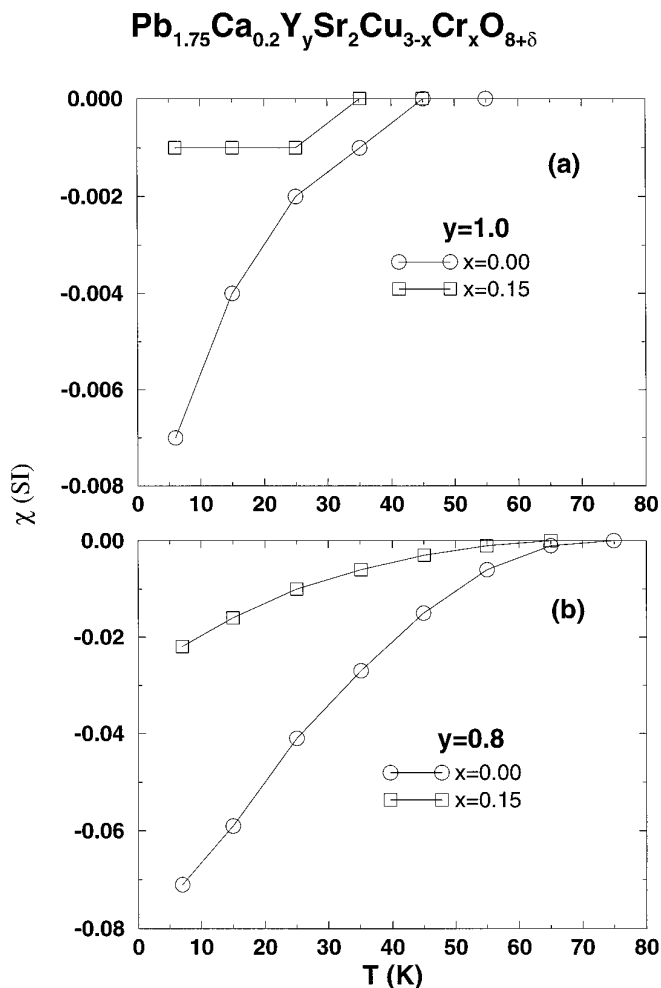 Pb1.75Ca0.2YySr2Cu3-xCrxO8+δ
0.000
-0.002
-0.004
-0.006
-0.008
(a)
y=1.0
x=0.00
x=0.15
0 10 20 30 40 50 60 70 80
χ (SI)
0.00
-0.02
-0.04
-0.06
-0.08
(b)
y=0.8
x=0.00
x=0.15
0 10 20 30 40 50 60 70 80
T (K)